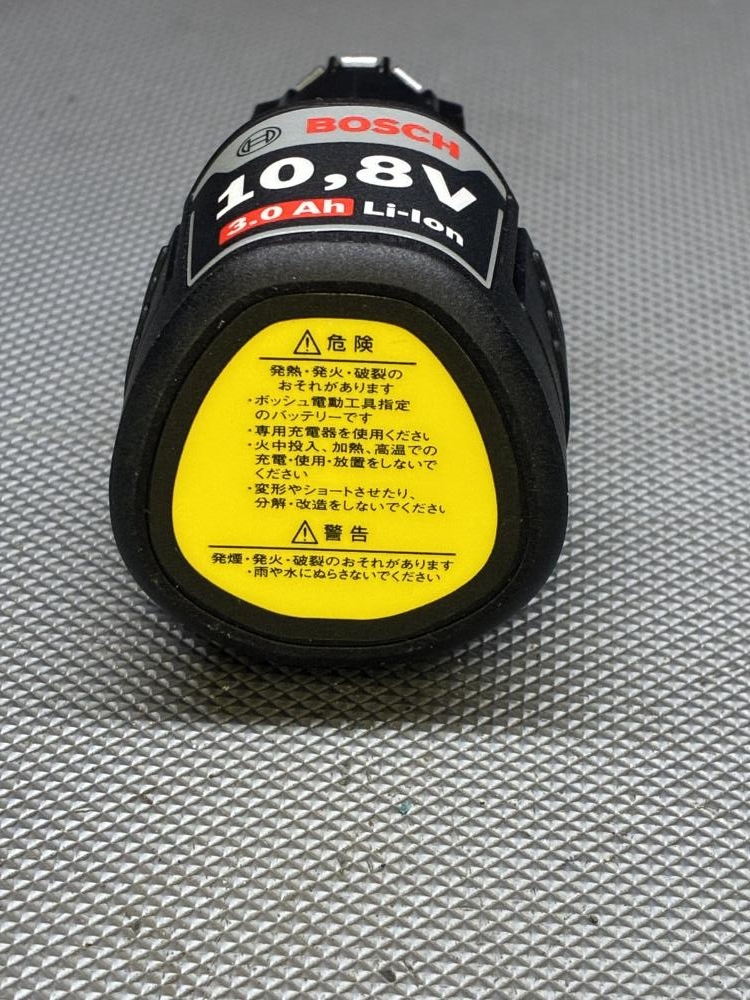 BOSCH
10,8V
3.0 Ah Li-Ion
⚠危険
発熱・発火・破裂の
おそれがあります
・ボッシュ電動工具指定
のバッテリーです
・専用充電器を使用ください
・火中投入、加熱、高温での
充電・使用・放置をしないで
ください
・変形やショートさせたり、
分解・改造をしないでください
⚠警告
発煙・発火・破裂のおそれがあります
・雨や水にぬらさないでください